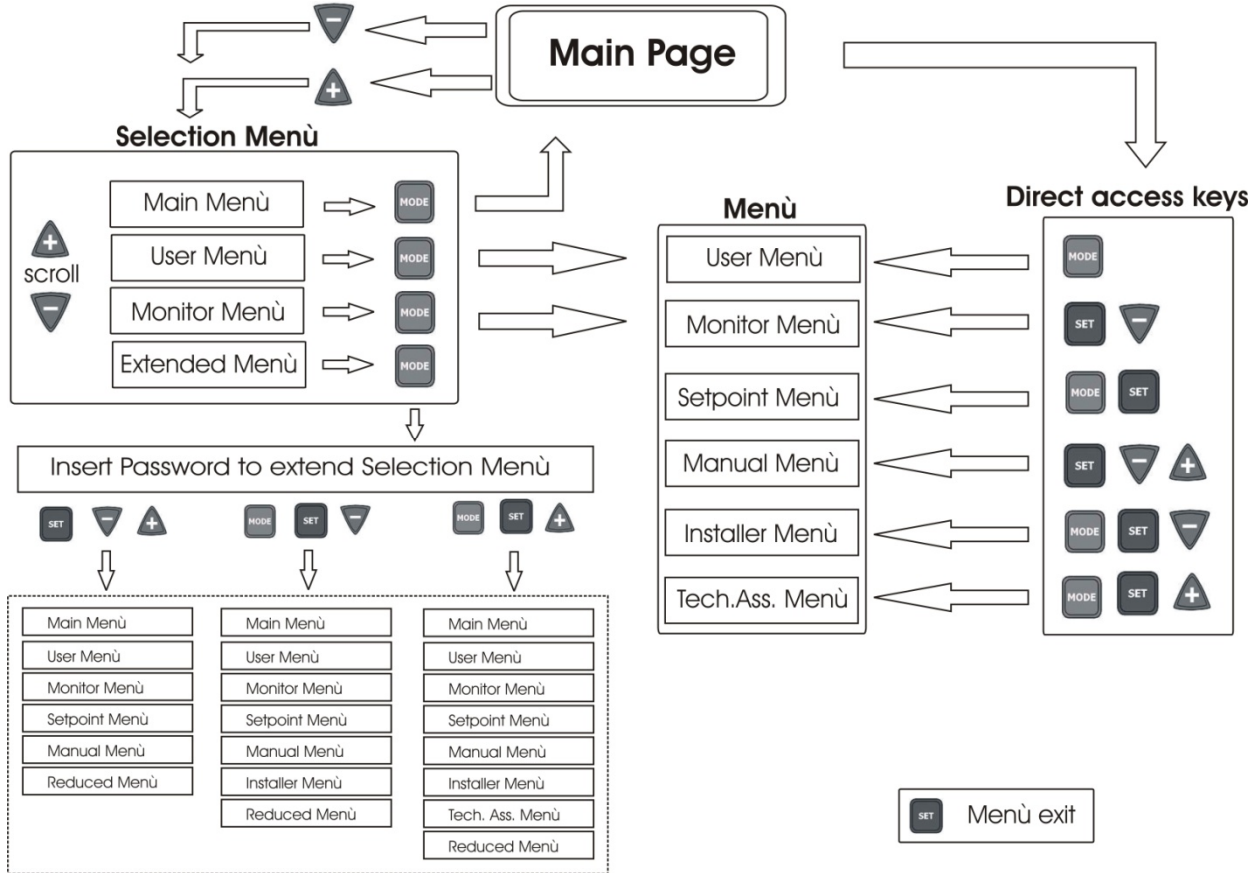 Main Page
Selection Menù
Main Menù
MODE
User Menù
MODE
scroll
Monitor Menù
MODE
Extended Menù
MODE
Insert Password to extend Selection Menù
SET
MODE
SET
MODE
SET
Main Menù
User Menù
Monitor Menù
Setpoint Menù
Manual Menù
Reduced Menù
Main Menù
User Menù
Monitor Menù
Setpoint Menù
Manual Menù
Installer Menù
Reduced Menù
Main Menù
User Menù
Monitor Menù
Setpoint Menù
Manual Menù
Installer Menù
Tech. Ass. Menù
Reduced Menù
Menù
User Menù
Monitor Menù
Setpoint Menù
Manual Menù
Installer Menù
Tech.Ass. Menù
Direct access keys
MODE
SET
MODE SET
SET
MODE SET
MODE SET
SET Menù exit